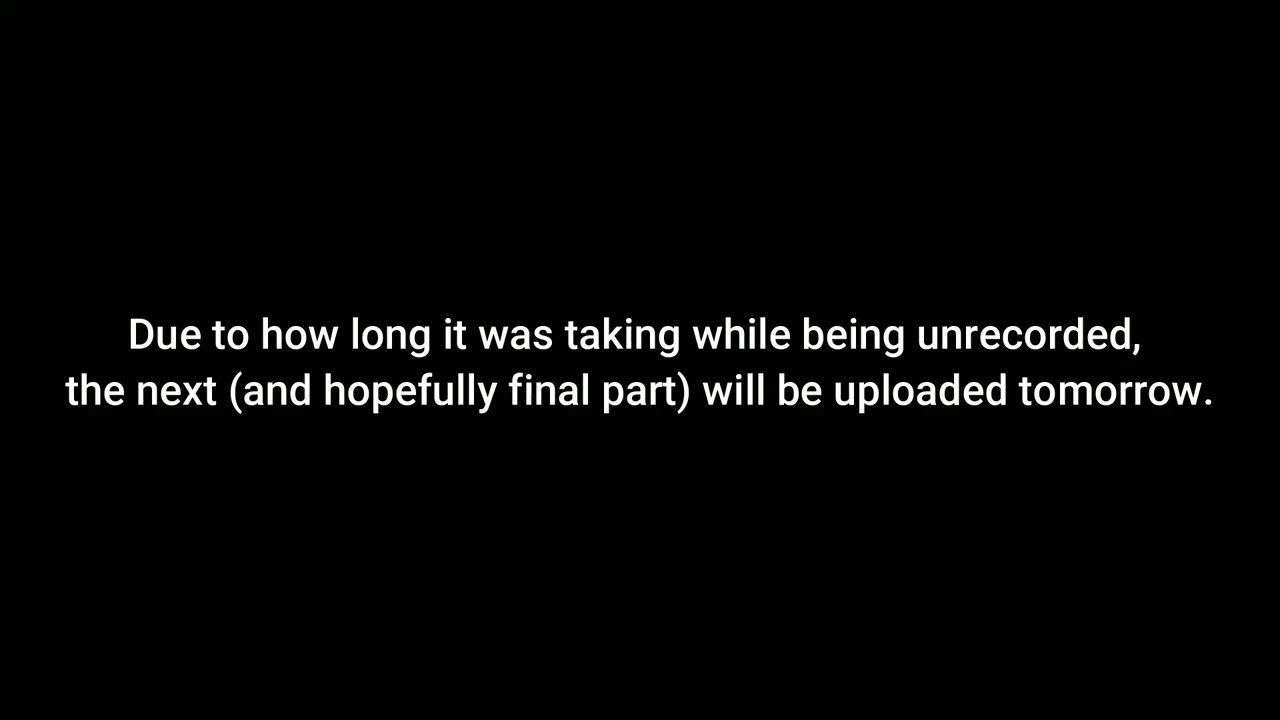 Due to how long it was taking while being unrecorded,
the next (and hopefully final part) will be uploaded tomorrow.